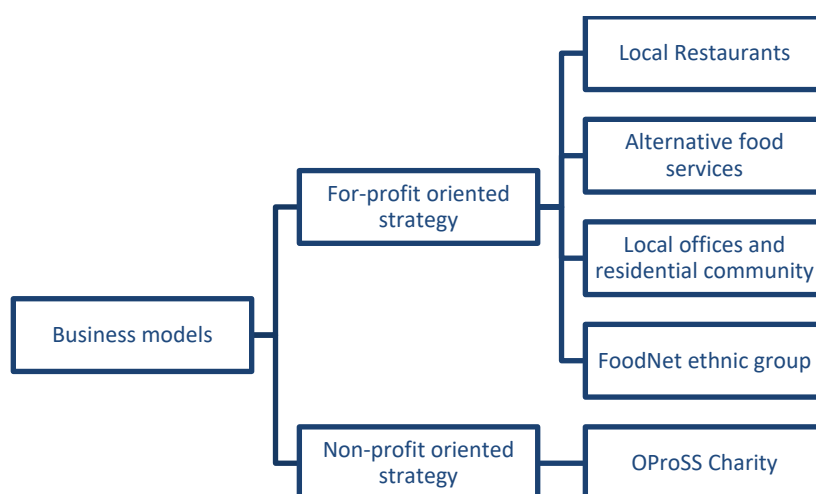 Local Restaurants
Alternative food
services
For-profit oriented
strategy
Local offices and
residential community
Business models
FoodNet ethnic group
Non-profit oriented
strategy
OProSS Charity